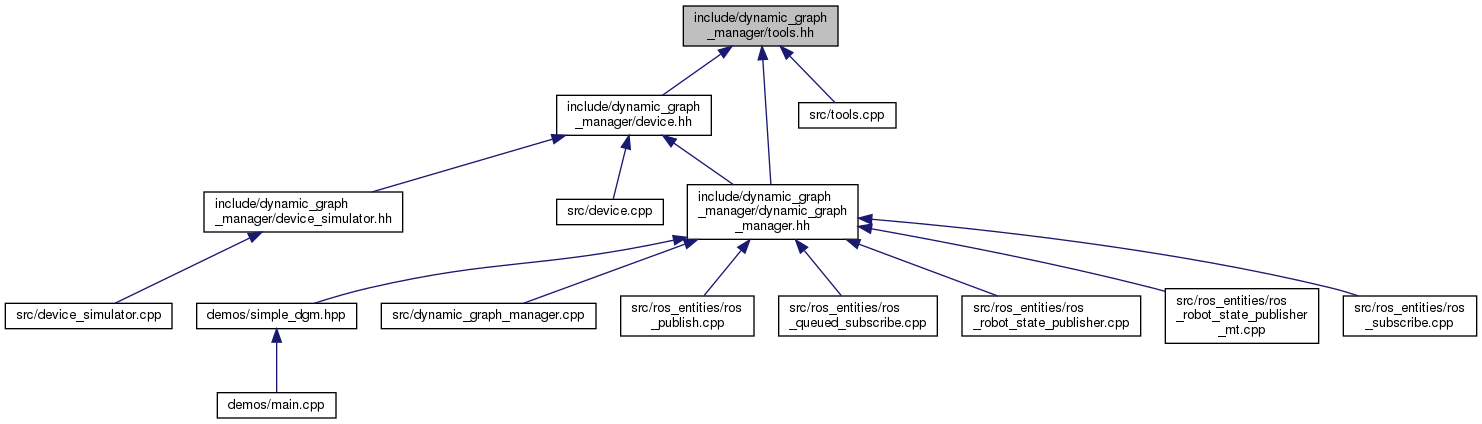 include/dynamic_graph
_manager/tools.hh
include/dynamic_graph
_manager/device.hh
src/tools.cpp
include/dynamic_graph
_manager/device_simulator.hh
src/device.cpp
include/dynamic_graph
_manager/dynamic_graph
_manager.hh
src/device_simulator.cpp
demos/simple_dgm.hpp
src/dynamic_graph_manager.cpp
src/ros_entities/ros
_publish.cpp
src/ros_entities/ros
_queued_subscribe.cpp
src/ros_entities/ros
_robot_state_publisher.cpp
src/ros_entities/ros
_robot_state_publisher
_mt.cpp
src/ros_entities/ros
_subscribe.cpp
demos/main.cpp